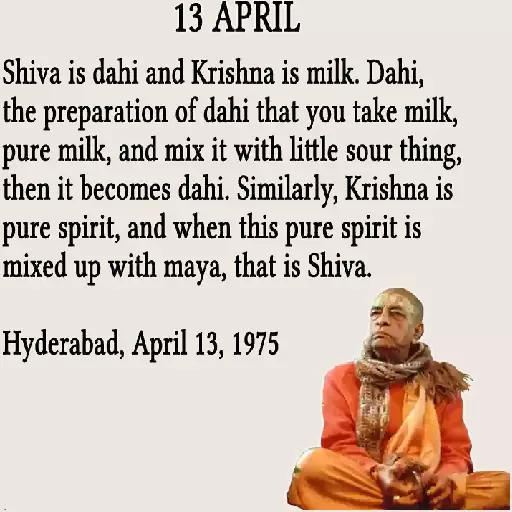 13 APRIL
Shiva is dahi and Krishna is milk. Dahi,
the preparation of dahi that you take milk,
pure milk, and mix it with little sour thing,
then it becomes dahi. Similarly, Krishna is
pure spirit, and when this pure spirit is
mixed up with maya, that is Shiva.
Hyderabad, April 13, 1975